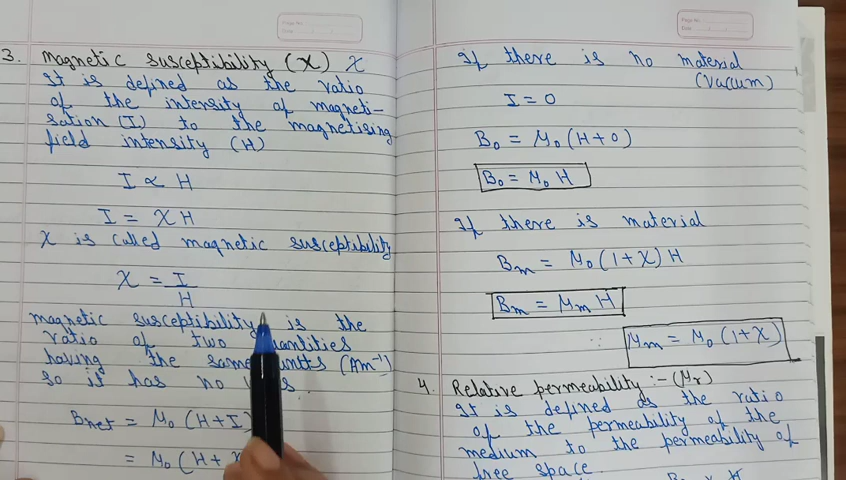 3. Magnetic susceptibility (χ) χ
It is defined as the ratio
of the intensity of magneti-
sation (I) to the magnetising
field intensity (H)
I ∝ H
I = χ H
χ is called magnetic susceptibility
χ = I
H
magnetic susceptibility is the
ratio of two
having the same units (Am⁻¹)
so it has no
Bnet = μ₀ (H+I)
= μ₀ (H +
If there is no material
(Vaccum)
I = 0
B₀ = μ₀ (H+0)
B₀ = μ₀ H
If there is material
Bm = μ₀ (1+χ) H
Bm = μm H
∴ μm = μ₀ (1+χ)
4. Relative permeability :- (μr)
It is defined as the ratio
of the permeability of the
medium to the permeability of
free space.